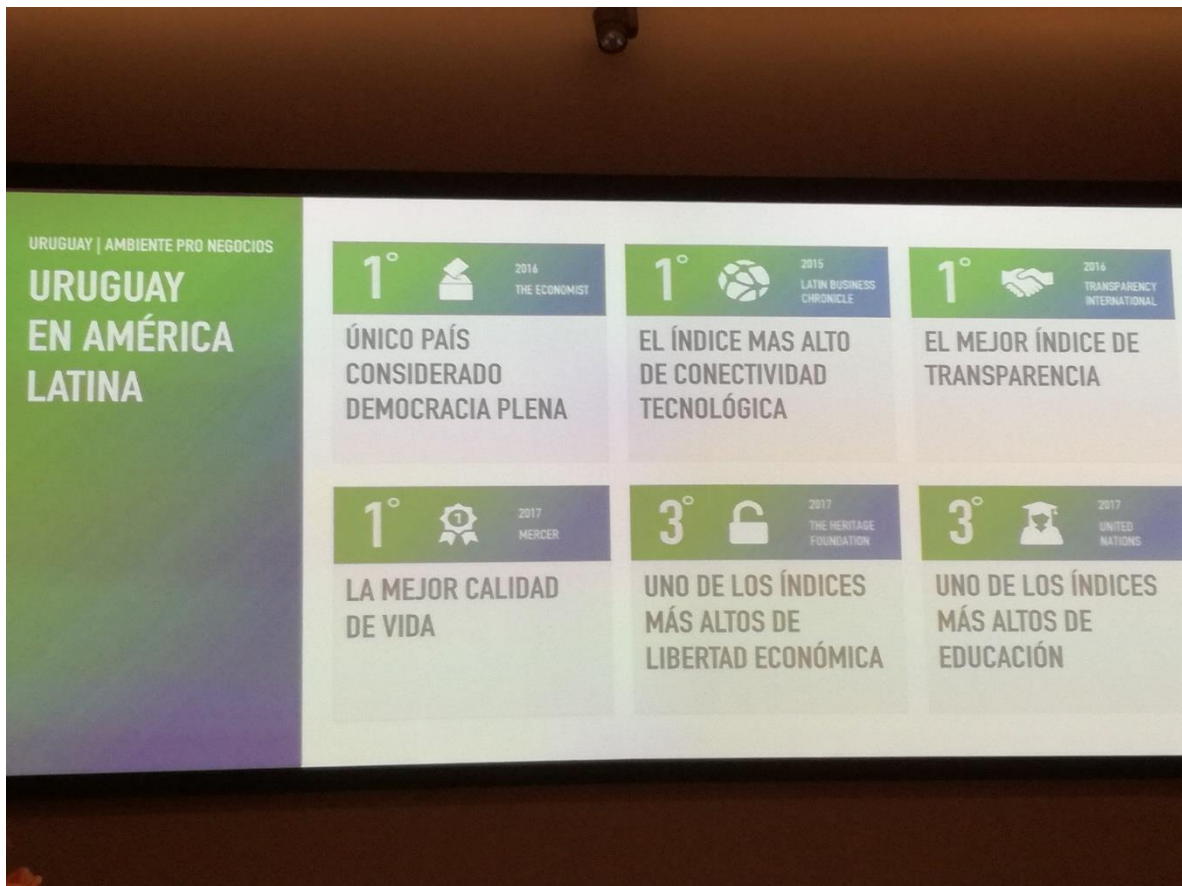 URUGUAY | AMBIENTE PRO NEGOCIOS
URUGUAY
EN AMÉRICA
LATINA
1°
2016
THE ECONOMIST
ÚNICO PAÍS
CONSIDERADO
DEMOCRACIA PLENA
1°
2015
LATIN BUSINESS
CHRONICLE
EL ÍNDICE MAS ALTO
DE CONECTIVIDAD
TECNOLÓGICA
1°
2016
TRANSPARENCY
INTERNATIONAL
EL MEJOR ÍNDICE DE
TRANSPARENCIA
1°
1
2017
MERCER
LA MEJOR CALIDAD
DE VIDA
3°
2017
THE HERITAGE
FOUNDATION
UNO DE LOS ÍNDICES
MÁS ALTOS DE
LIBERTAD ECONÓMICA
3°
2017
UNITED
NATIONS
UNO DE LOS ÍNDICES
MÁS ALTOS DE
EDUCACIÓN